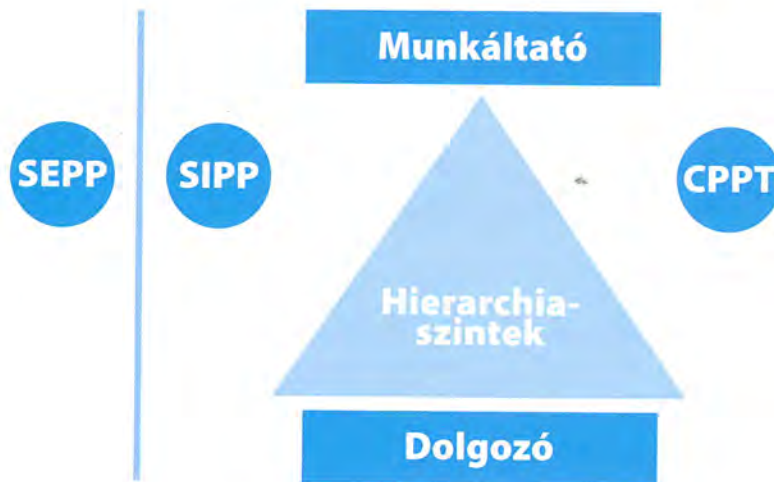 Munkáltató
SEPP
SIPP
CPPT
Hierarchia-
szintek
Dolgozó